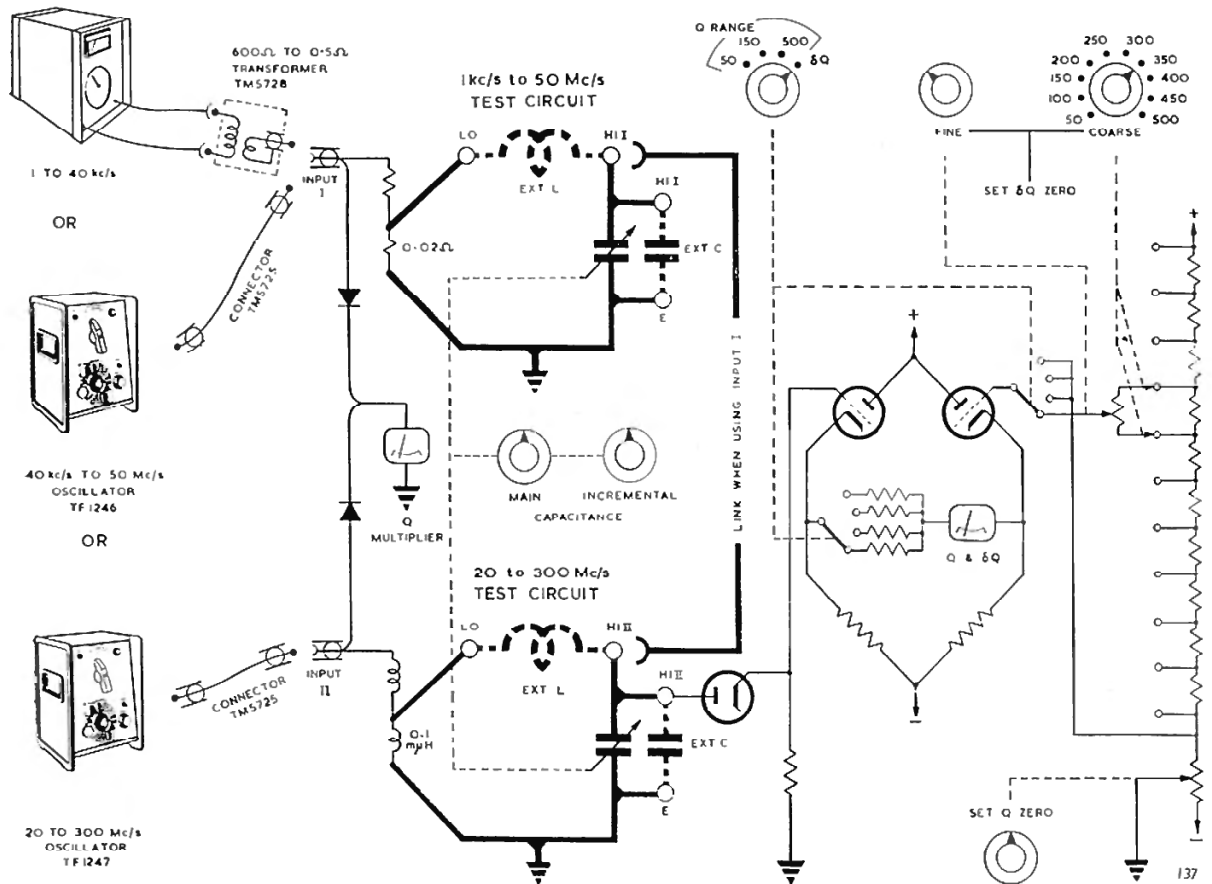 600Ω TO 0·5Ω
TRANSFORMER
TM5728
1 TO 40 kc/s
OR
CONNECTOR
TM5725
40 kc/s TO 50 Mc/s
OSCILLATOR
TF1246
OR
CONNECTOR
TM5725
20 TO 300 Mc/s
OSCILLATOR
TF1247
INPUT
I
INPUT
II
1kc/s to 50 Mc/s
TEST CIRCUIT
LO
HI I
EXT L
HI I
0·02Ω
EXT C
E
Q
MULTIPLIER
MAIN
INCREMENTAL
CAPACITANCE
LINK WHEN USING INPUT I
20 to 300 Mc/s
TEST CIRCUIT
LO
HI II
EXT L
HI II
0·1
mµH
EXT C
E
Q RANGE
50
150
500
δQ
FINE
COARSE
50
100
150
200
250
300
350
400
450
500
SET δQ ZERO
+
+
Q & δQ
–
SET Q ZERO
–
137